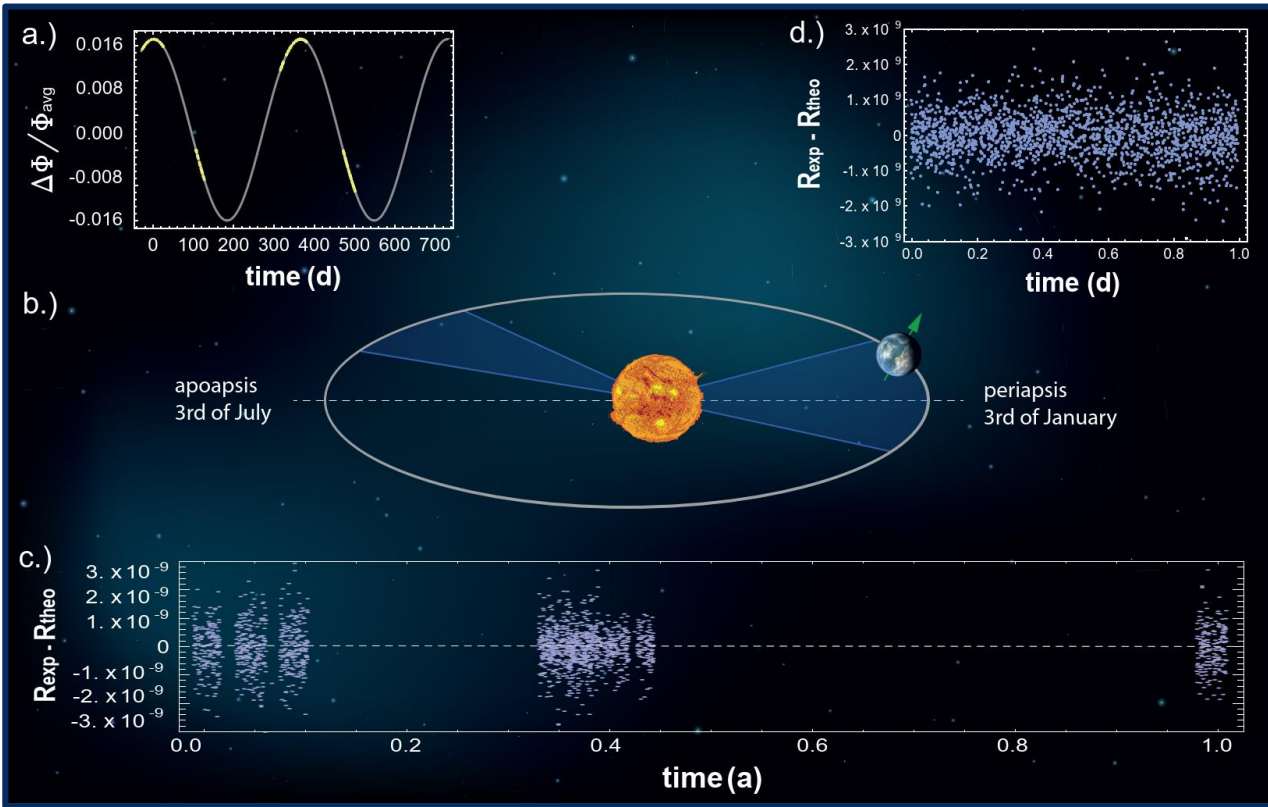 a.)
0.016
0.008
0.000
-0.008
-0.016
ΔΦ / Φavg
0 100 200 300 400 500 600 700
time (d)
d.)
3. x 10 9
2. x 10 9
1. x 10 9
0
-1. x 10 9
-2. x 10 9
-3. x 10 9
Rexp - Rtheo
0.0 0.2 0.4 0.6 0.8 1.0
time (d)
b.)
apoapsis
3rd of July
periapsis
3rd of January
c.)
3. x 10 -9
2. x 10 -9
1. x 10 -9
0
-1. x 10 -9
-2. x 10 -9
-3. x 10 -9
Rexp - Rtheo
0.0 0.2 0.4 0.6 0.8 1.0
time (a)